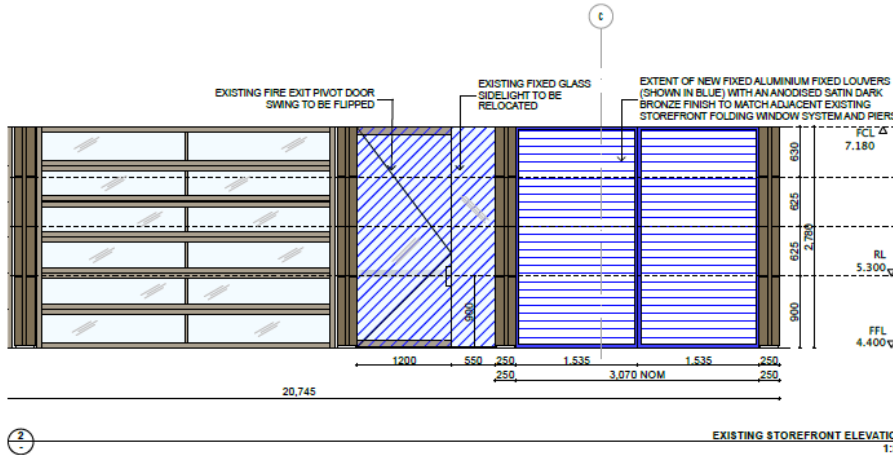 C
EXISTING FIRE EXIT PIVOT DOOR
SWING TO BE FLIPPED
EXISTING FIXED GLASS
SIDELIGHT TO BE
RELOCATED
EXTENT OF NEW FIXED ALUMINIUM FIXED LOUVERS
(SHOWN IN BLUE) WITH AN ANODISED SATIN DARK
BRONZE FINISH TO MATCH ADJACENT EXISTING
STOREFRONT FOLDING WINDOW SYSTEM AND PIERS
FCL
7.180
630
625
625
2,780
900
900
RL
5.300
FFL
4.400
1200
550
250
1.535
1.535
250
250
3,070 NOM
250
20,745
2
-
EXISTING STOREFRONT ELEVATIO
1: